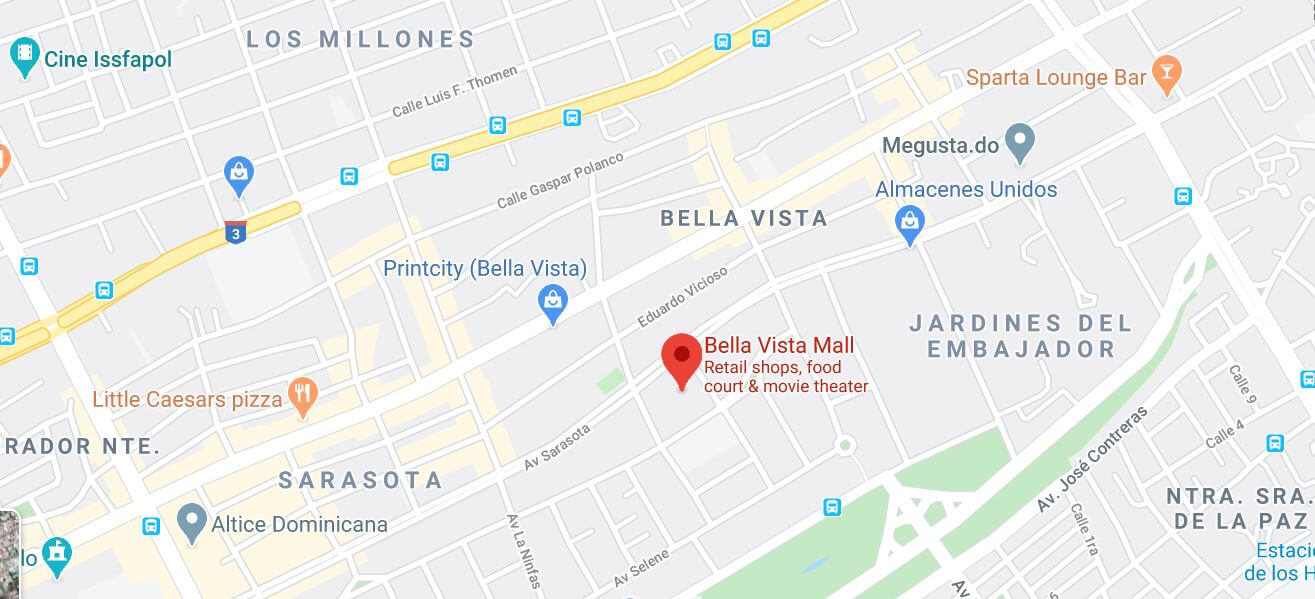 LOS MILLONES
Cine Issfapol
Calle Luis F. Thomen
Sparta Lounge Bar
Megusta.do
Calle Gaspar Polanco
Almacenes Unidos
BELLA VISTA
3
Printcity (Bella Vista)
Eduardo Vicioso
JARDINES DEL
EMBAJADOR
Bella Vista Mall
Retail shops, food
court & movie theater
Little Caesars pizza
Calle 9
Calle 4
RADOR NTE.
Av Sarasota
Av. José Contreras
SARASOTA
NTRA. SRA.
DE LA PAZ
Altice Dominicana
Av La Ninfas
Calle 1ra
lo
Av Selene
Estació
de los H
Av